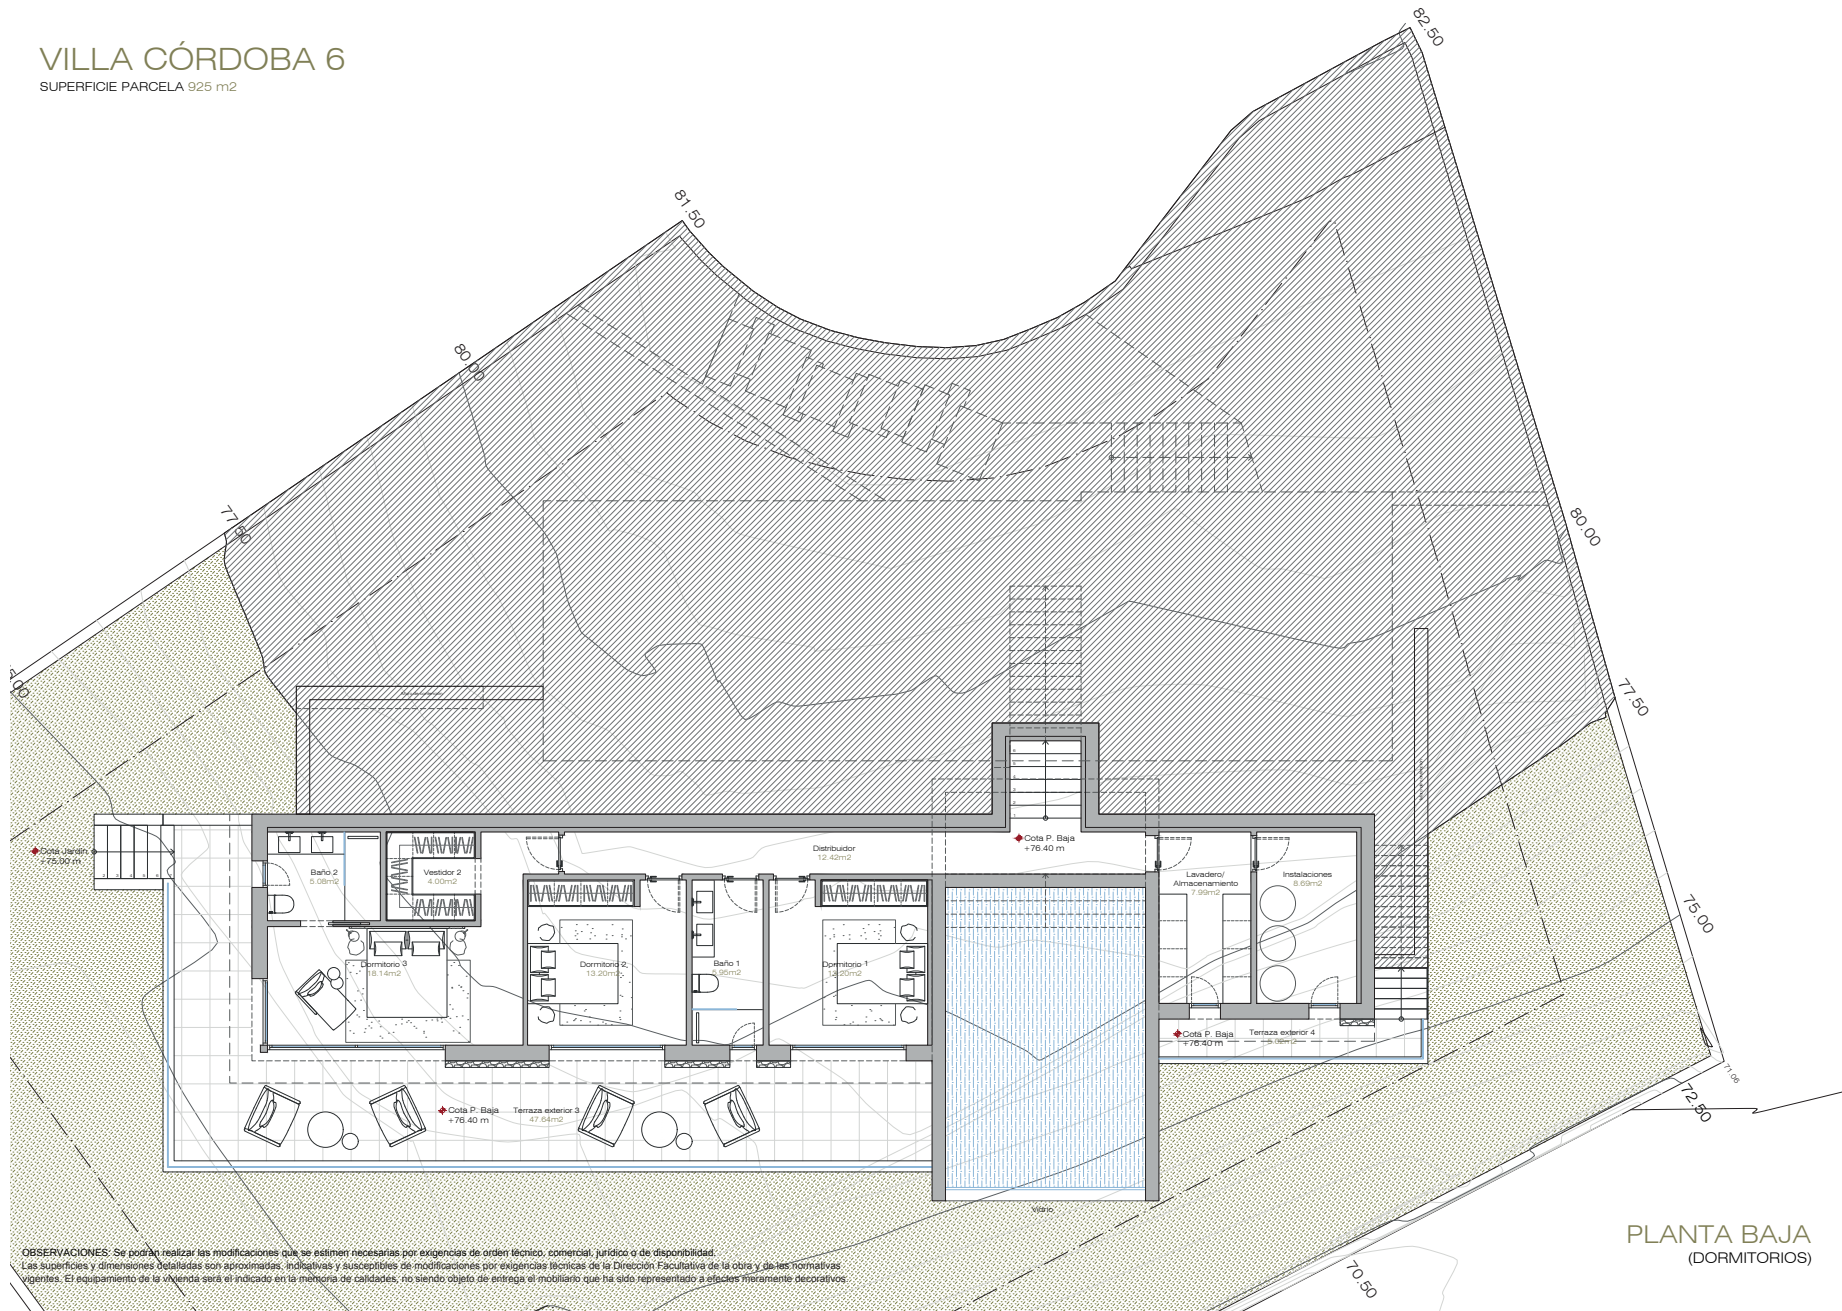 VILLA CÓRDOBA 6
SUPERFICIE PARCELA 925 m2
82.50
81.50
80.00
77.50
80.00
77.50
75.00
72.50
71.06
70.50
Cota Jardín
+75.00 m
Baño 2
5.08m2
Vestidor 2
4.00m2
Distribuidor
12.42m2
Cota P. Baja
+76.40 m
Lavadero/
Almacenamiento
7.99m2
Instalaciones
8.69m2
Dormitorio 3
18.14m2
Dormitorio 2
13.20m2
Baño 1
5.95m2
Dormitorio 1
13.20m2
Cota P. Baja
+76.40 m
Terraza exterior 4
Cota P. Baja
+76.40 m
Terraza exterior 3
47.64m2
Vidrio
OBSERVACIONES: Se podrán realizar las modificaciones que se estimen necesarias por exigencias de orden técnico, comercial, jurídico o de disponibilidad.
Las superficies y dimensiones detalladas son aproximadas, indicativas y susceptibles de modificaciones por exigencias técnicas de la Dirección Facultativa de la obra y de las normativas
vigentes. El equipamiento de la vivienda será el indicado en la memoria de calidades, no siendo objeto de entrega el mobiliario que ha sido representado a efectos meramente decorativos.
PLANTA BAJA
(DORMITORIOS)